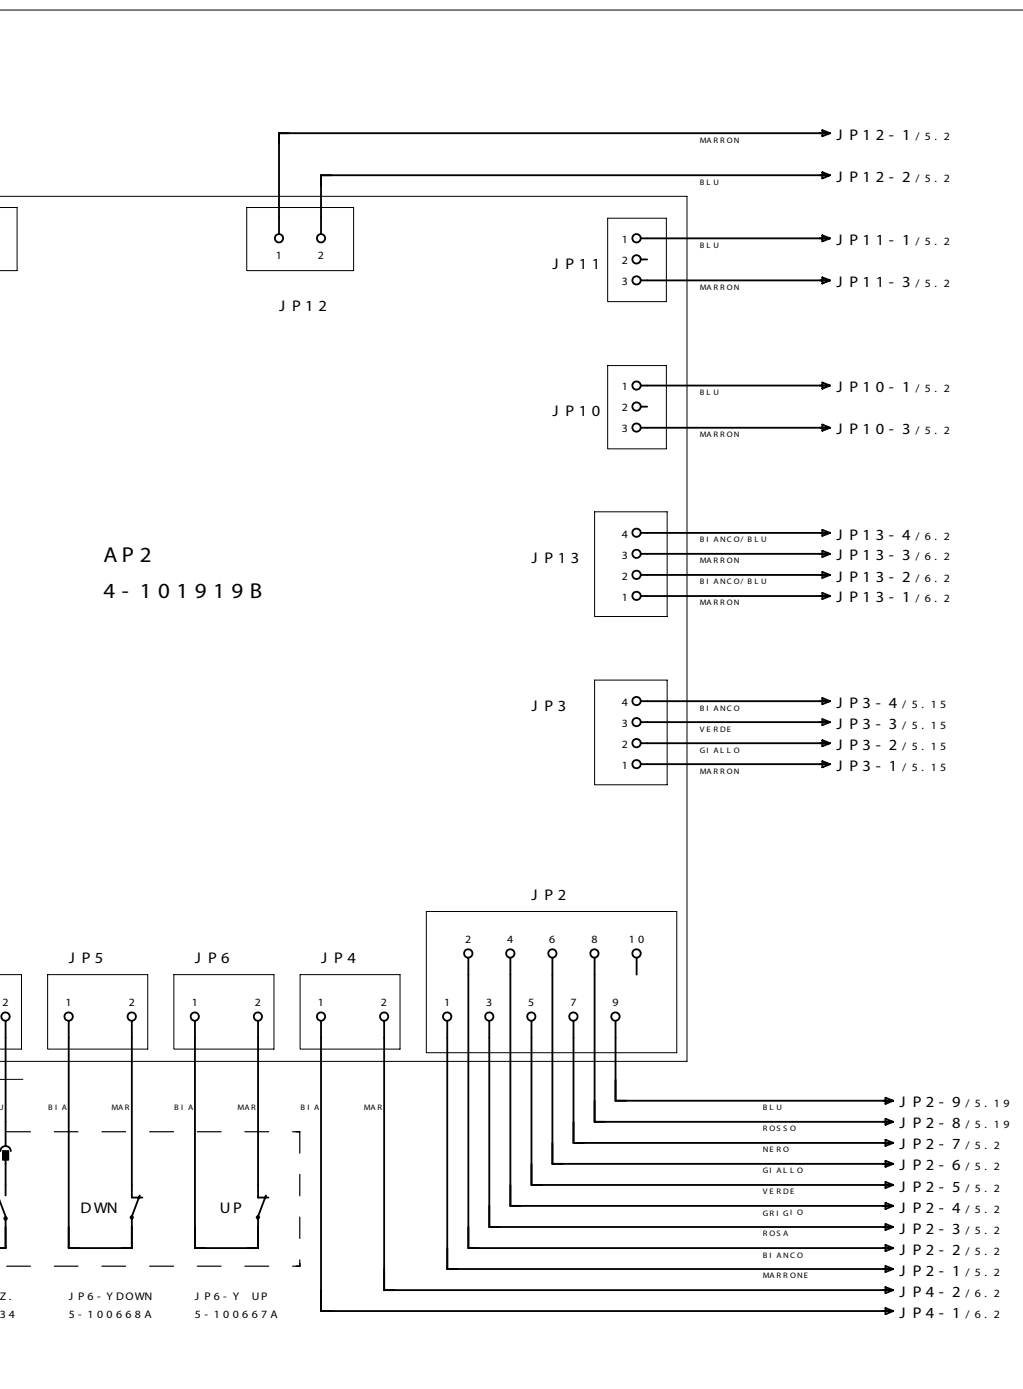 JP12-1/5.2
MARRON
JP12-2/5.2
BLU
1 2
JP12
JP11
1 BLU JP11-1/5.2
2
3 MARRON JP11-3/5.2
JP10
1 BLU JP10-1/5.2
2
3 MARRON JP10-3/5.2
AP2
4-101919B
JP13
4 BIANCO/BLU JP13-4/6.2
3 MARRON JP13-3/6.2
2 BIANCO/BLU JP13-2/6.2
1 MARRON JP13-1/6.2
JP3
4 BIANCO JP3-4/5.15
3 VERDE JP3-3/5.15
2 GIALLO JP3-2/5.15
1 MARRON JP3-1/5.15
JP2
2 4 6 8 10
1 3 5 7 9
JP5 JP6 JP4
2 1 2 1 2 1 2
BIA MAR BIA MAR BIA MAR
BLU JP2-9/5.19
ROSSO JP2-8/5.19
NERO JP2-7/5.2
GIALLO JP2-6/5.2
VERDE JP2-5/5.2
GRIGIO JP2-4/5.2
ROSA JP2-3/5.2
BIANCO JP2-2/5.2
MARRONE JP2-1/5.2
JP4-2/6.2
JP4-1/6.2
DWN UP
Z. JP6-YDOWN JP6-Y UP
34 5-100668A 5-100667A